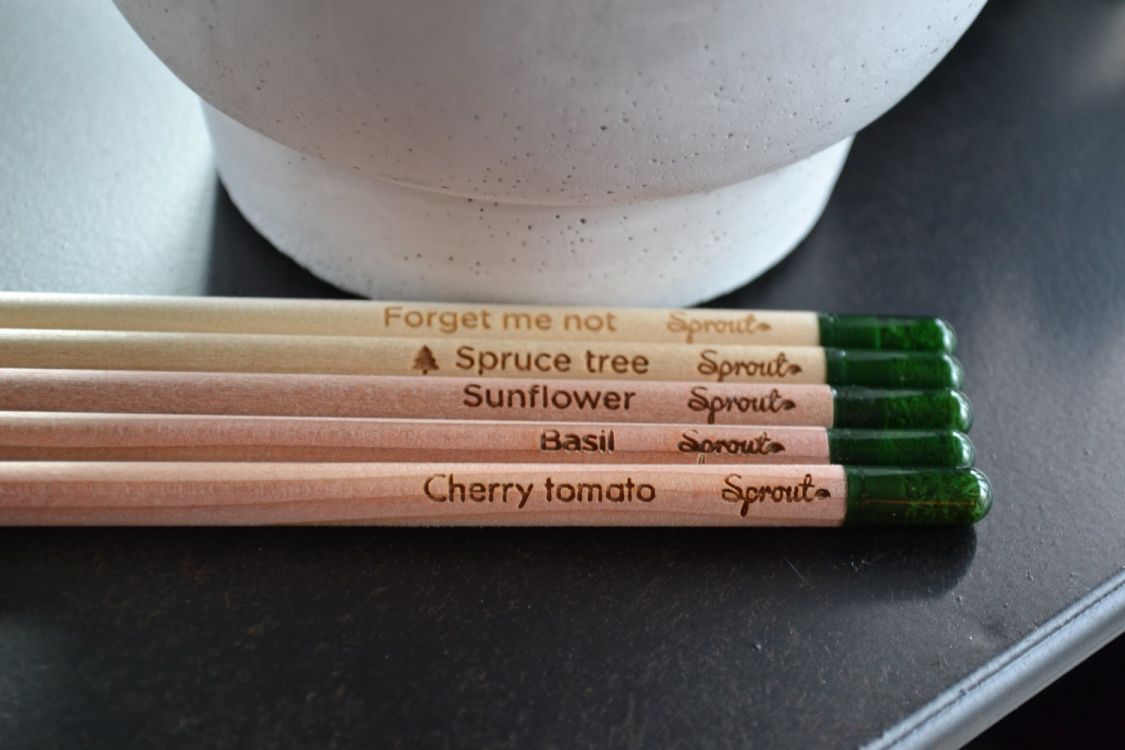 Forget me not Sprout
Spruce tree Sprout
Sunflower Sprout
Basil Sprout
Cherry tomato Sprout